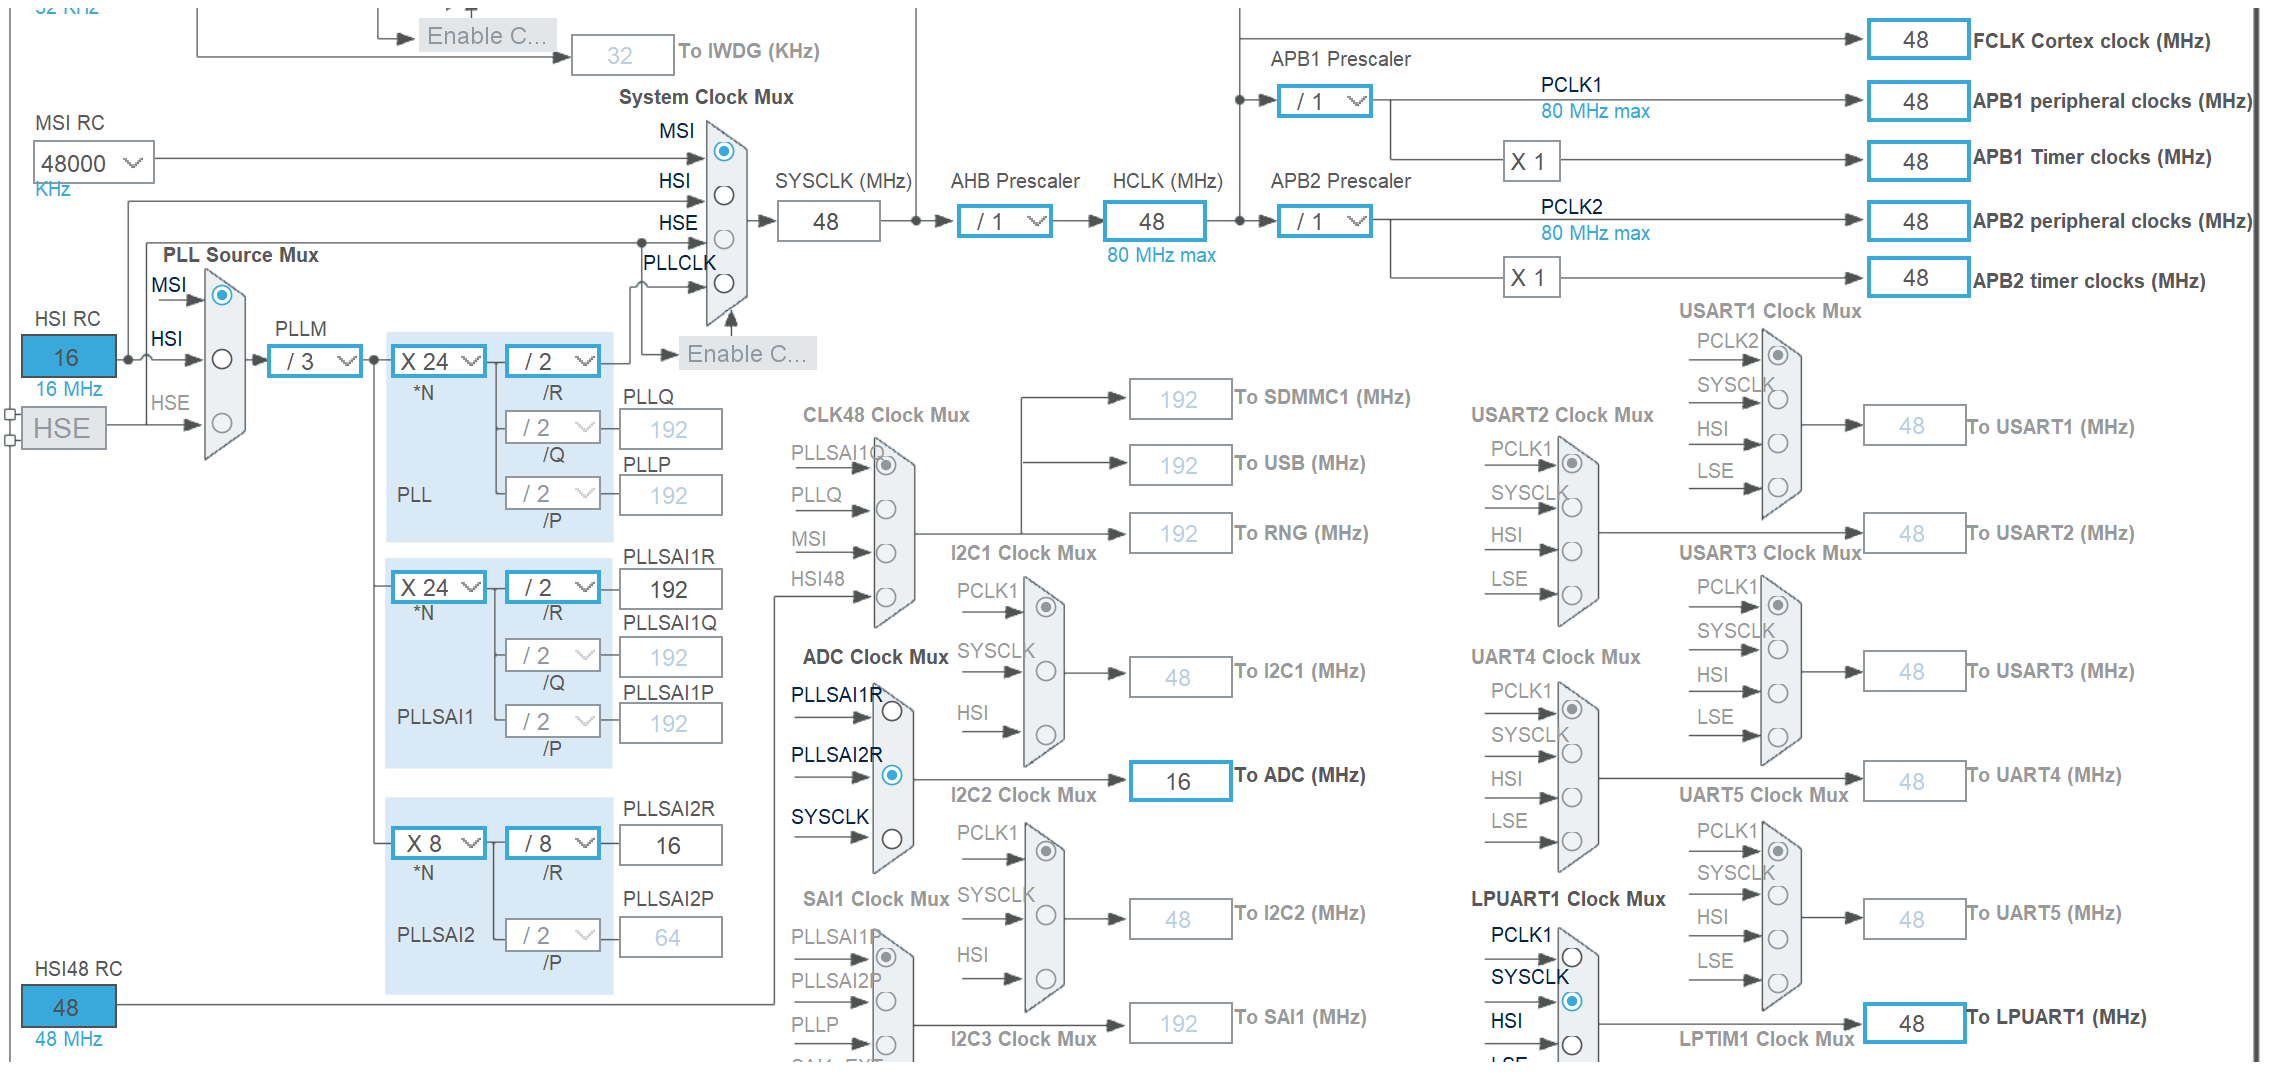 32 KHz
Enable C...
32
To IWDG (KHz)
System Clock Mux
MSI RC
48000
KHz
MSI
HSI
HSE
PLLCLK
Enable C...
SYSCLK (MHz)
48
AHB Prescaler
/ 1
HCLK (MHz)
48
80 MHz max
APB1 Prescaler
/ 1
PCLK1
80 MHz max
X 1
APB2 Prescaler
/ 1
PCLK2
80 MHz max
X 1
48
FCLK Cortex clock (MHz)
48
APB1 peripheral clocks (MHz)
48
APB1 Timer clocks (MHz)
48
APB2 peripheral clocks (MHz)
48
APB2 timer clocks (MHz)
PLL Source Mux
MSI
HSI
HSE
HSI RC
16
16 MHz
HSE
PLLM
/ 3
X 24
*N
/ 2
/R
PLLQ
/ 2
192
/Q
PLLP
/ 2
192
/P
PLL
PLLSAI1R
X 24
*N
/ 2
192
/R
PLLSAI1Q
/ 2
192
/Q
PLLSAI1P
/ 2
192
/P
PLLSAI1
PLLSAI2R
X 8
*N
/ 8
16
/R
PLLSAI2P
/ 2
64
/P
PLLSAI2
HSI48 RC
48
48 MHz
CLK48 Clock Mux
PLLSAI1Q
PLLQ
MSI
HSI48
192
To SDMMC1 (MHz)
192
To USB (MHz)
192
To RNG (MHz)
I2C1 Clock Mux
PCLK1
SYSCLK
HSI
48
To I2C1 (MHz)
ADC Clock Mux
PLLSAI1R
PLLSAI2R
SYSCLK
16
To ADC (MHz)
I2C2 Clock Mux
PCLK1
SYSCLK
HSI
48
To I2C2 (MHz)
SAI1 Clock Mux
PLLSAI1P
PLLSAI2P
PLLP
SAI1_EXT
192
To SAI1 (MHz)
I2C3 Clock Mux
USART1 Clock Mux
PCLK2
SYSCLK
HSI
LSE
48
To USART1 (MHz)
USART2 Clock Mux
PCLK1
SYSCLK
HSI
LSE
48
To USART2 (MHz)
USART3 Clock Mux
PCLK1
SYSCLK
HSI
LSE
48
To USART3 (MHz)
UART4 Clock Mux
PCLK1
SYSCLK
HSI
LSE
48
To UART4 (MHz)
UART5 Clock Mux
PCLK1
SYSCLK
HSI
LSE
48
To UART5 (MHz)
LPUART1 Clock Mux
PCLK1
SYSCLK
HSI
LSE
48
To LPUART1 (MHz)
LPTIM1 Clock Mux